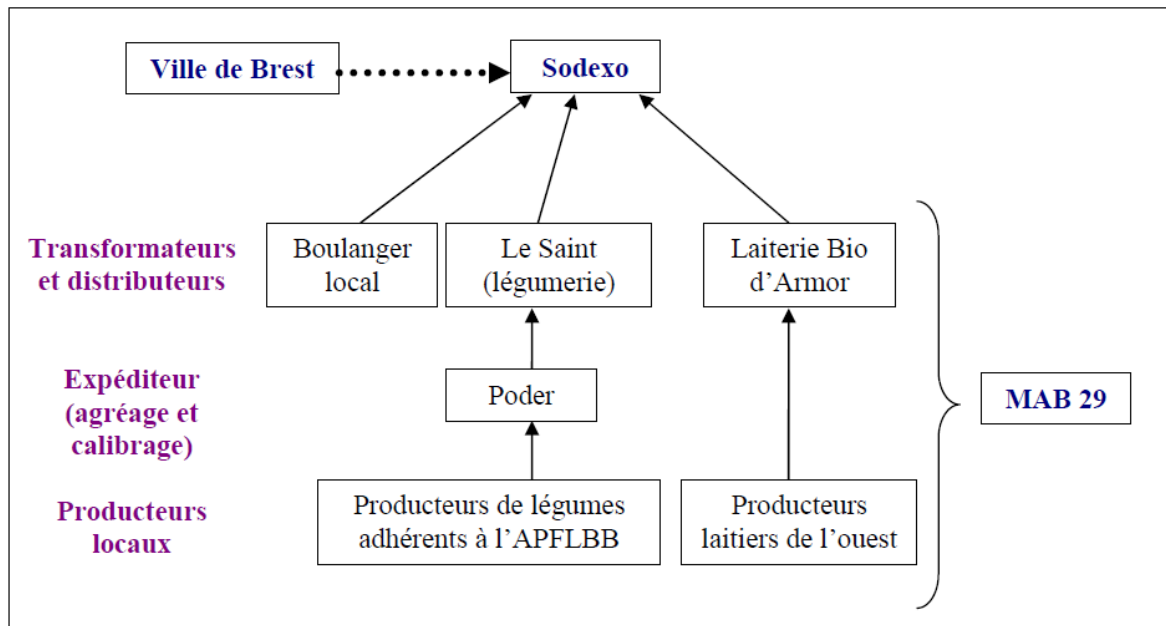 Ville de Brest
Sodexo
Transformateurs
et distributeurs
Boulanger
local
Le Saint
(légumerie)
Laiterie Bio
d’Armor
Expéditeur
(agréage et
calibrage)
Poder
MAB 29
Producteurs
locaux
Producteurs de légumes
adhérents à l’APFLBB
Producteurs
laitiers de l’ouest